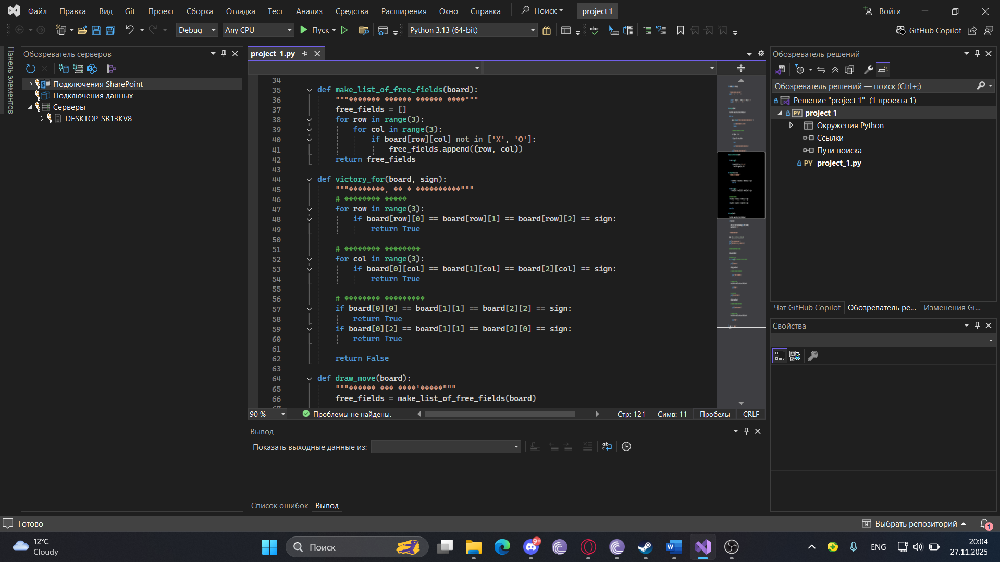 Файл Правка Вид Git Проект Сборка Отладка Тест Анализ Средства Расширения Окно Справка Поиск project 1 Войти
Debug Any CPU Пуск Python 3.13 (64-bit) abc GitHub Copilot
Панель элементов
Обозреватель серверов
Подключения SharePoint
Подключения данных
Серверы
DESKTOP-SR13KV8
project_1.py
34
35 def make_list_of_free_fields(board):
36 """������� ������ ������ ����"""
37 free_fields = []
38 for row in range(3):
39 for col in range(3):
40 if board[row][col] not in ['X', 'O']:
41 free_fields.append((row, col))
42 return free_fields
43
44 def victory_for(board, sign):
45 """��������, �� � ����������"""
46 # �������� �����
47 for row in range(3):
48 if board[row][0] == board[row][1] == board[row][2] == sign:
49 return True
50
51 # �������� ��������
52 for col in range(3):
53 if board[0][col] == board[1][col] == board[2][col] == sign:
54 return True
55
56 # �������� ���������
57 if board[0][0] == board[1][1] == board[2][2] == sign:
58 return True
59 if board[0][2] == board[1][1] == board[2][0] == sign:
60 return True
61
62 return False
63
64 def draw_move(board):
65 """������ ��� ����'�����"""
66 free_fields = make_list_of_free_fields(board)
90 % Проблемы не найдены. Стр: 121 Симв: 11 Пробелы CRLF
Вывод
Показать выходные данные из:
Список ошибок Вывод
Обозреватель решений
Обозреватель решений — поиск (Ctrl+;)
Решение "project 1" (1 проекта 1)
project 1
Окружения Python
Ссылки
Пути поиска
PY project_1.py
Чат GitHub Copilot Обозреватель ре... Изменения Gi...
Свойства
Готово Выбрать репозиторий 1
12°C
Cloudy
Поиск
9+
ENG
20:04
27.11.2025